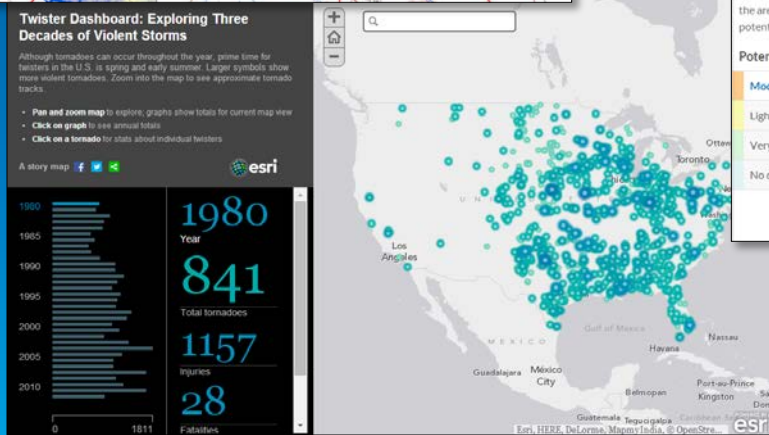 Twister Dashboard: Exploring Three
Decades of Violent Storms
Although tornadoes can occur throughout the year, prime time for
twisters in the U.S. is spring and early summer. Larger symbols show
more violent tornadoes. Zoom into the map to see approximate tornado
tracks.
• Pan and zoom map to explore; graphs show totals for current map view
• Click on graph to see annual totals
• Click on a tornado for stats about individual twisters
A story map
esri
1980
1985
1990
1995
2000
2005
2010
0 1811
1980
Year
841
Total tornadoes
1157
Injuries
28
Fatalities
Ottaw
Toronto
Los
Angeles
Gulf of Mexico
MEXICO
Nassau
Havana
Guadalajara
México
City
Port-au-Prince
Belmopan
Kingston
Guatemala
Tegucigalpa
Esri, HERE, DeLorme, MapmyIndia, © OpenStre...
esri
the are
potent
Poten
Mod
Ligh
Very
No d